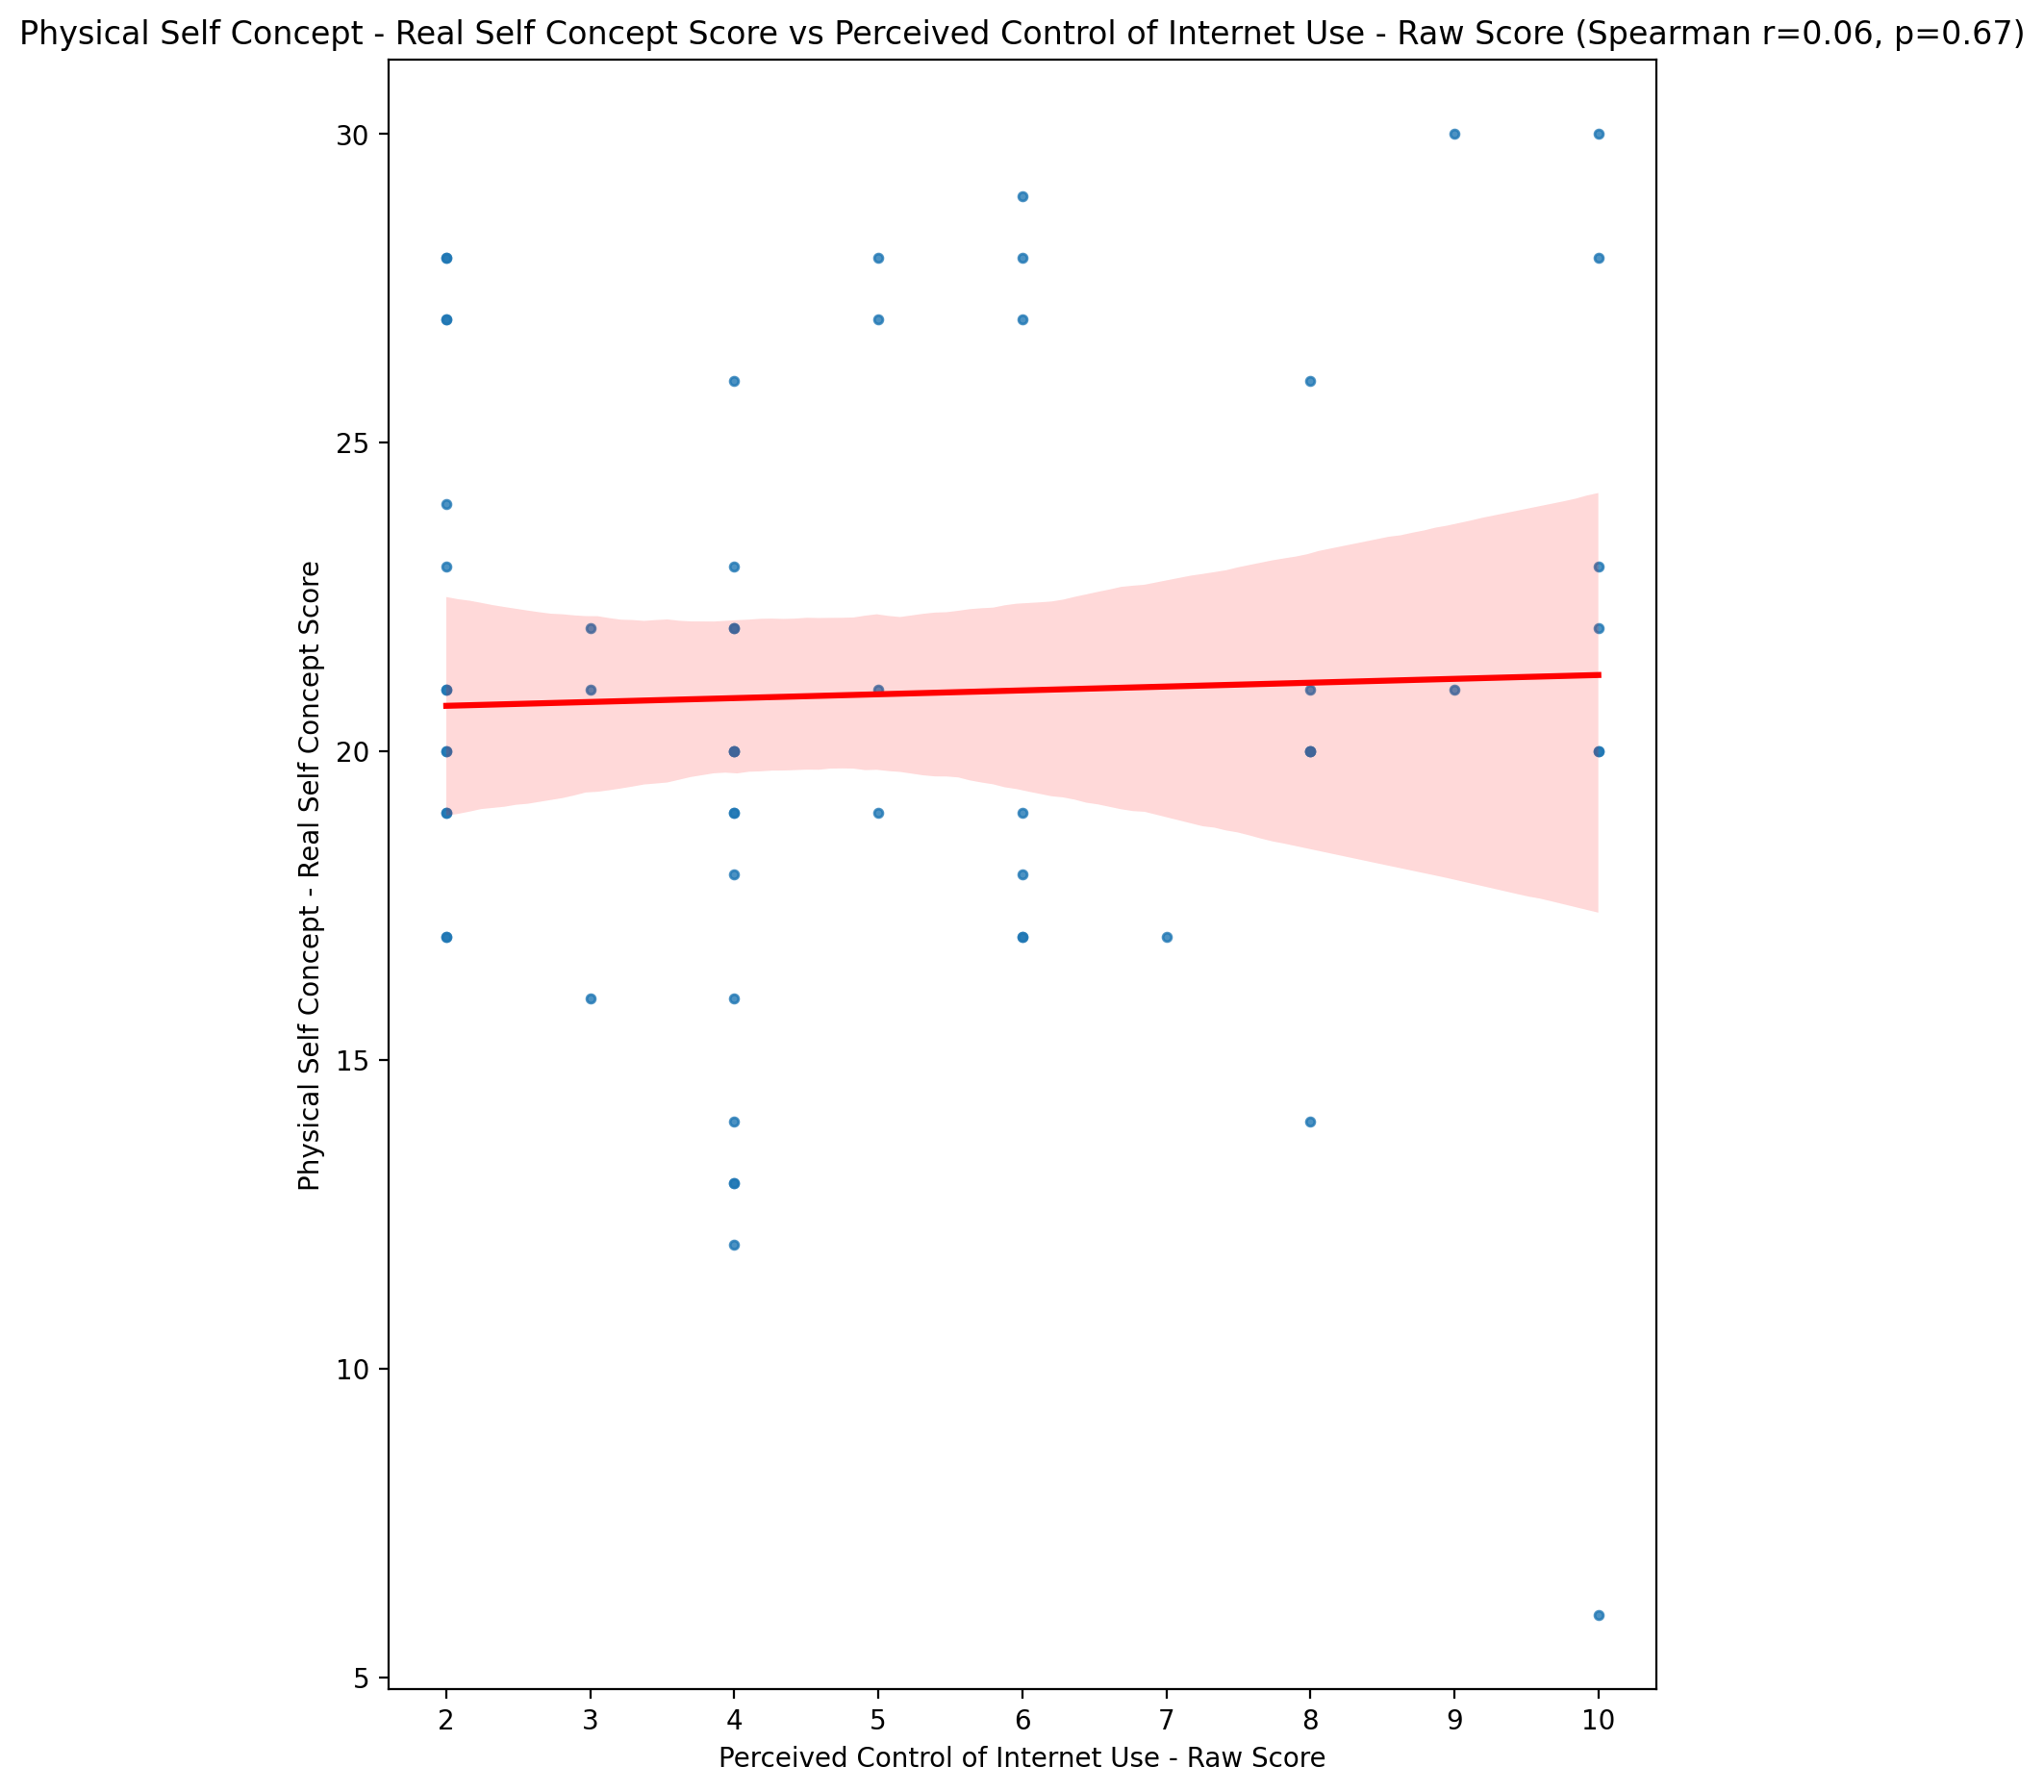 Physical Self Concept - Real Self Concept Score vs Perceived Control of Internet Use - Raw Score (Spearman r=0.06, p=0.67)
Physical Self Concept - Real Self Concept Score
30
25
20
15
10
5
2 3 4 5 6 7 8 9 10
Perceived Control of Internet Use - Raw Score